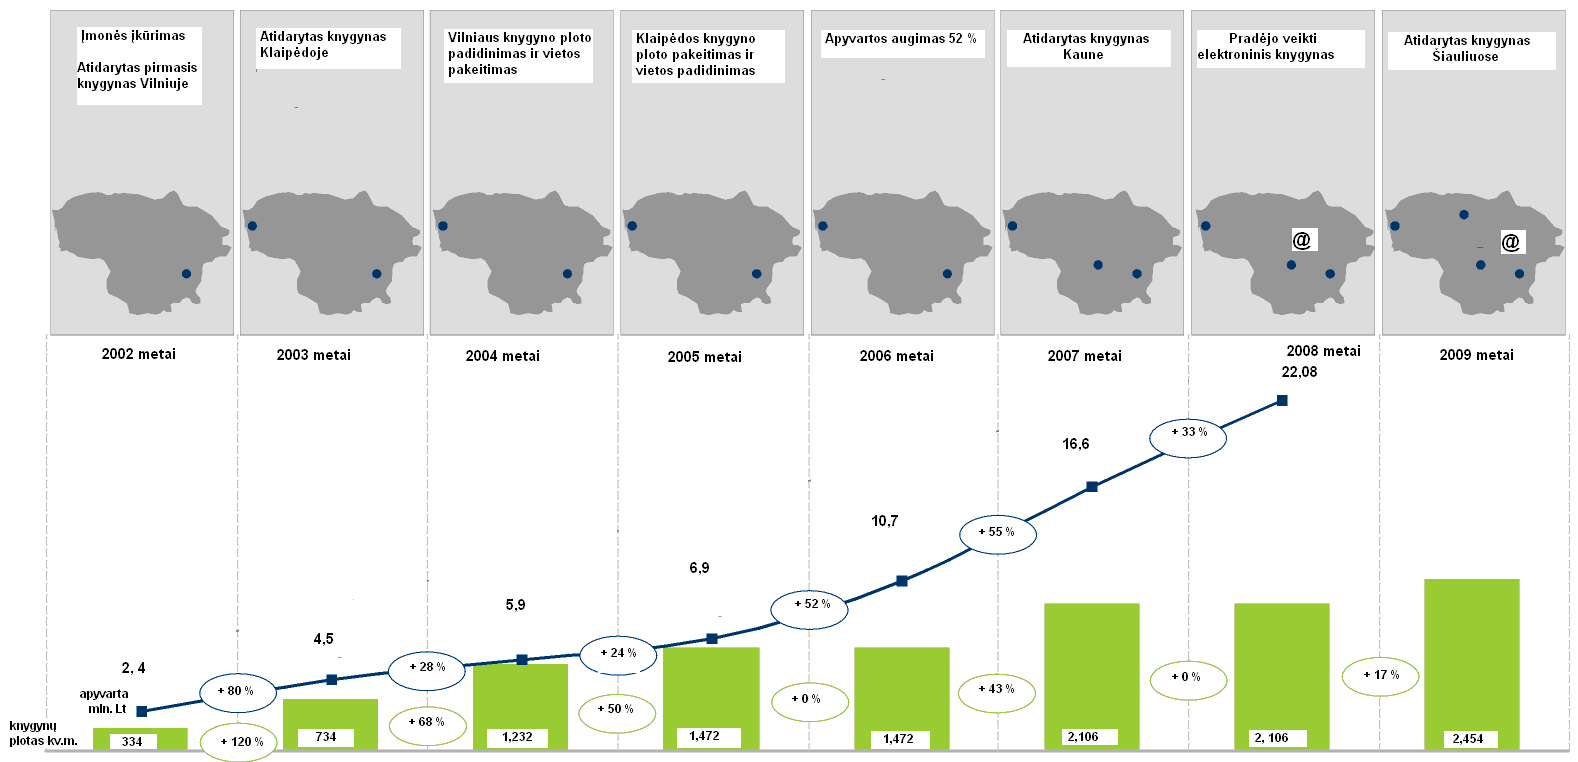 Įmonės įkūrimas
Atidarytas pirmasis
knygynas Vilniuje
Atidarytas knygynas
Klaipėdoje
Vilniaus knygyno ploto
padidinimas ir vietos
pakeitimas
Klaipėdos knygyno
ploto pakeitimas ir
vietos padidinimas
Apyvartos augimas 52 %
Atidarytas knygynas
Kaune
Pradėjo veikti
elektroninis knygynas
Atidarytas knygynas
Šiauliuose
@
@
2002 metai
2003 metai
2004 metai
2005 metai
2006 metai
2007 metai
2008 metai
2009 metai
22,08
16,6
10,7
6,9
5,9
4,5
2, 4
+ 33 %
+ 55 %
+ 52 %
+ 24 %
+ 28 %
+ 80 %
apyvarta
mln. Lt
knygynų
plotas kv.m.
+ 120 %
+ 68 %
+ 50 %
+ 0 %
+ 43 %
+ 0 %
+ 17 %
334
734
1,232
1,472
1,472
2,106
2, 106
2,454